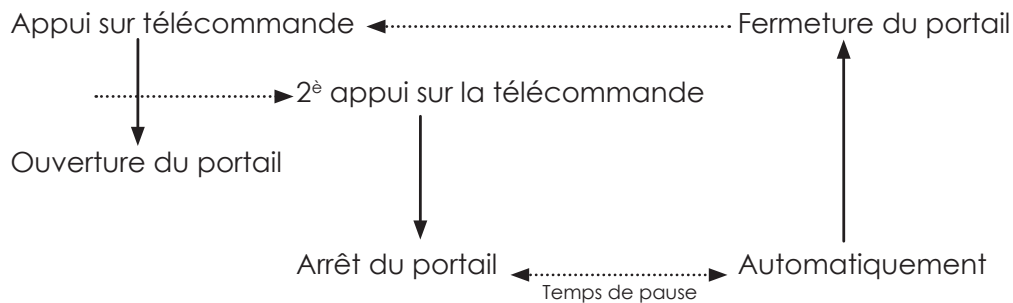 Appui sur télécommande
Fermeture du portail
2è appui sur la télécommande
Ouverture du portail
Arrêt du portail
Temps de pause
Automatiquement